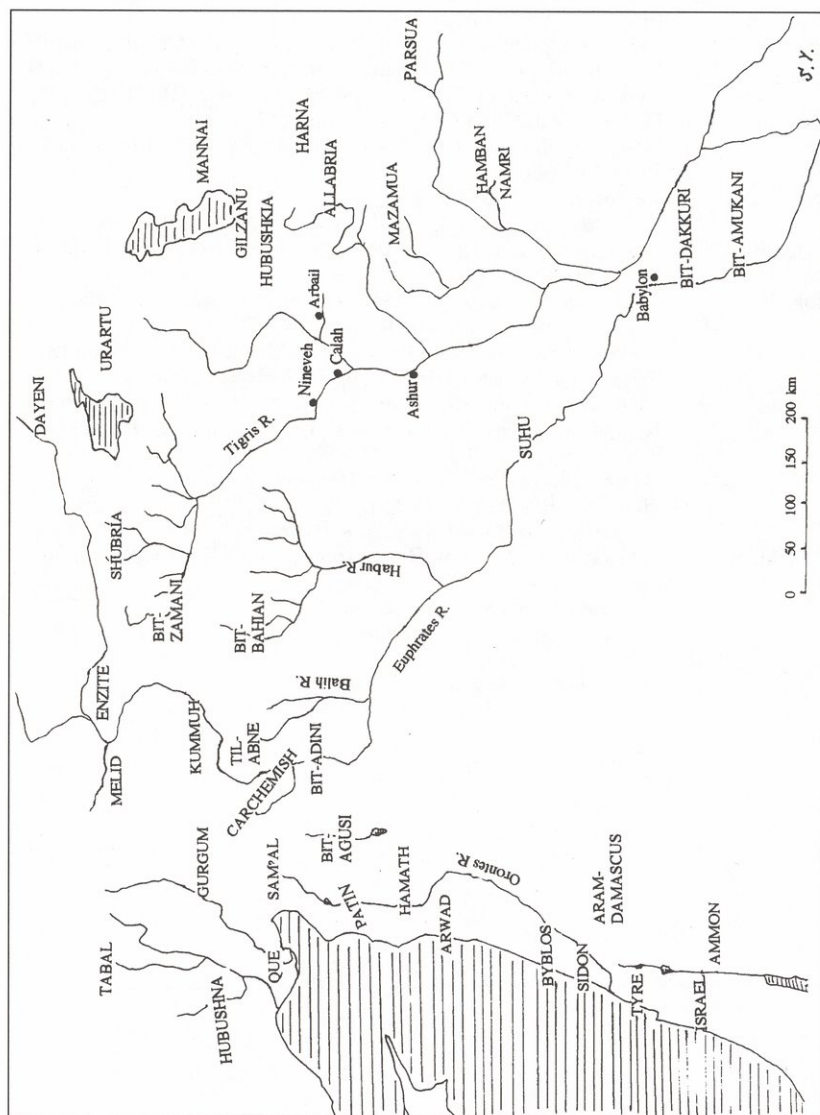 DAYENI
ENZITE
TABAL
URARTU
MELID
SHÚBRÍA
BIT-
ZAMANI
KUMMUH
MANNAI
GURGUM
HUBUSHNA
Tigris R.
TIL-
ABNE
BIT-
BAHIAN
GILZANU
CARCHEMISH
HUBUSHKIA
QUE
SAM'AL
HARNA
Nineveh
BIT-ADINI
Arbail
BIT-
AGUSI
ALLABRIA
Calah
Balih R.
PATIN
Habur R.
MAZAMUA
HAMATH
PARSUA
Ashur
Euphrates R.
ARWAD
SUHU
HAMBAN
NAMRI
Orontes R.
BYBLOS
SIDON
ARAM-
DAMASCUS
TYRE
Babylon
BIT-DAKKURI
ISRAEL
AMMON
BIT-AMUKANI
0 50 100 150 200 km
S.Y.